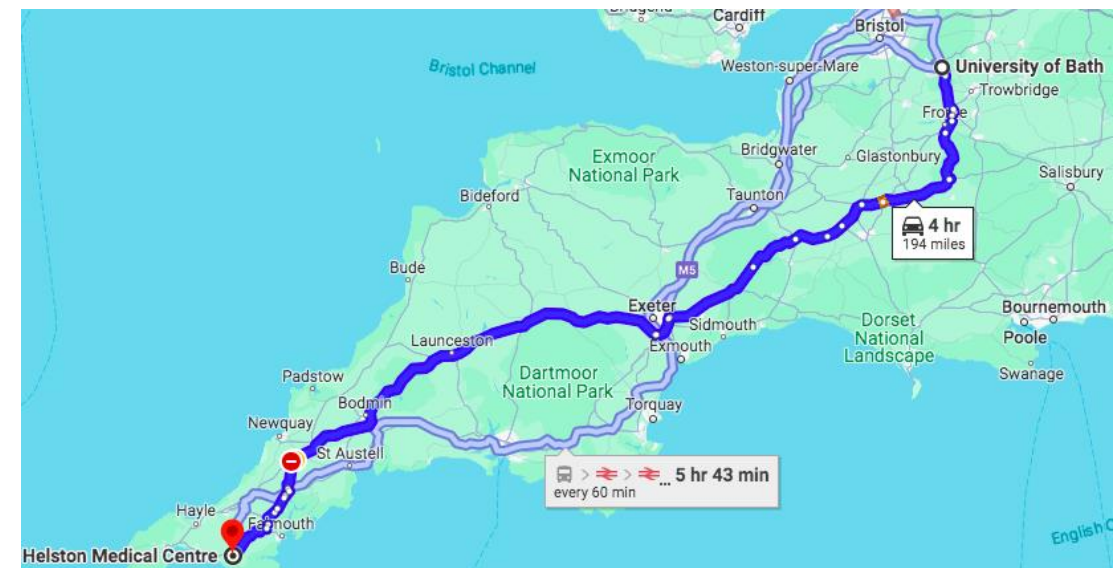 Cardiff
Bristol
Bristol Channel
Weston-super-Mare
University of Bath
Trowbridge
Frome
Bridgwater
Glastonbury
Exmoor
National Park
Salisbury
Bideford
Taunton
4 hr
194 miles
Bude
M5
Exeter
Sidmouth
Bournemouth
Launceston
Exmouth
Dorset
National
Landscape
Poole
Swanage
Padstow
Dartmoor
National Park
Bodmin
Torquay
Newquay
St Austell
> > ... 5 hr 43 min
every 60 min
Hayle
Falmouth
English
Helston Medical Centre